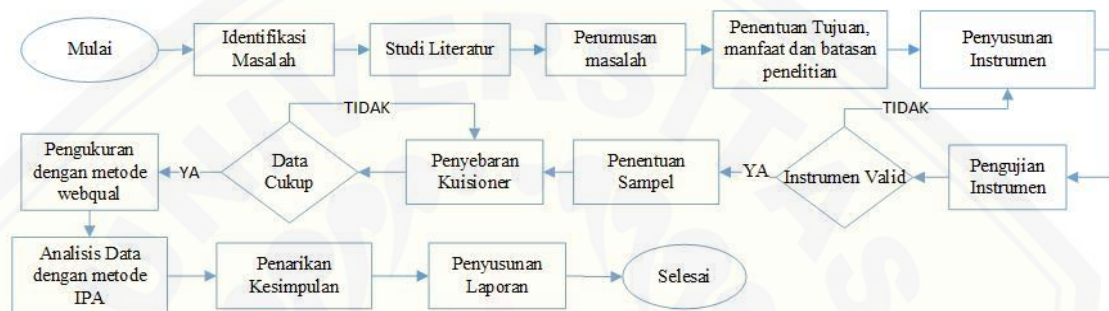 Mulai
Identifikasi
Masalah
Studi Literatur
Perumusan
masalah
Penentuan Tujuan,
manfaat dan batasan
penelitian
Penyusunan
Instrumen
Pengujian
Instrumen
Instrumen Valid
TIDAK
YA
Penentuan
Sampel
Penyebaran
Kuisioner
Data
Cukup
TIDAK
YA
Pengukuran
dengan metode
webqual
Analisis Data
dengan metode
IPA
Penarikan
Kesimpulan
Penyusunan
Laporan
Selesai
UNIVERSITAS